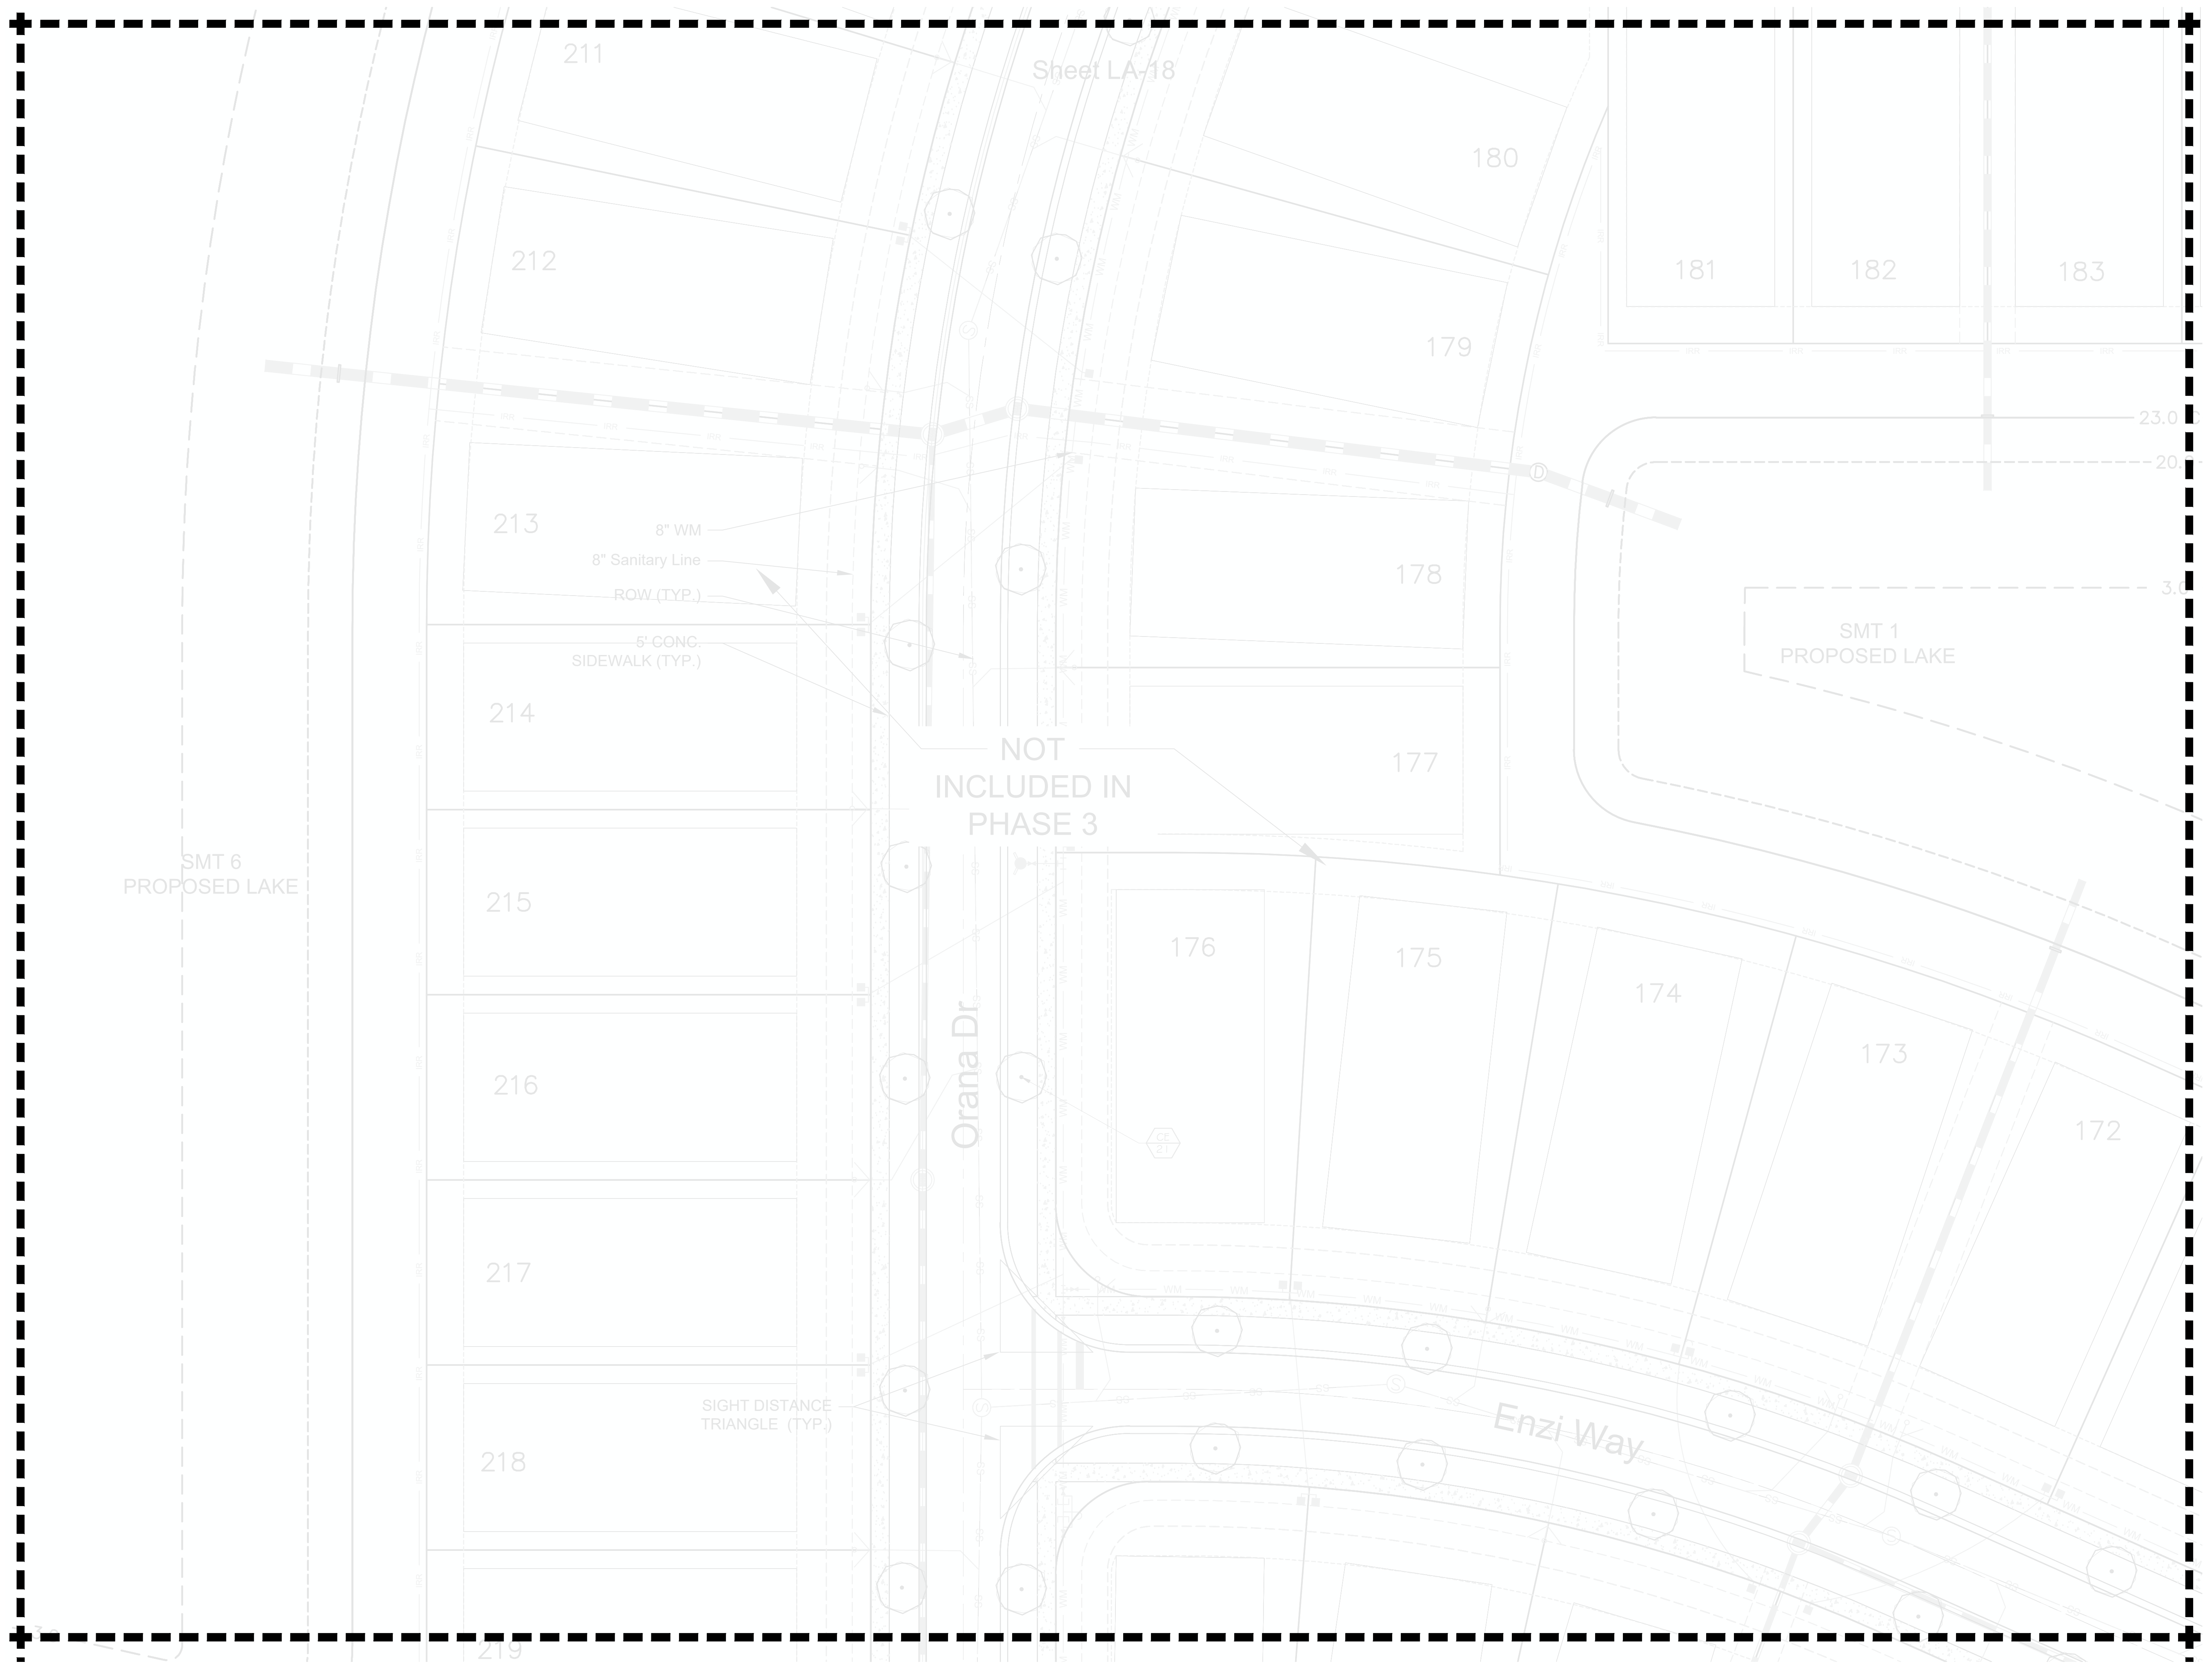 Sheet LA-18
211
180
212
181
182
183
179
23.0
20.
213
8" WM
8" Sanitary Line
178
ROW (TYP.)
3.0
5' CONC.
SIDEWALK (TYP.)
SMT 1
PROPOSED LAKE
214
NOT
INCLUDED IN
PHASE 3
177
SMT 6
PROPOSED LAKE
215
176
175
174
173
172
216
Orana Dr
217
SIGHT DISTANCE
TRIANGLE (TYP.)
Enzi Way
218
219